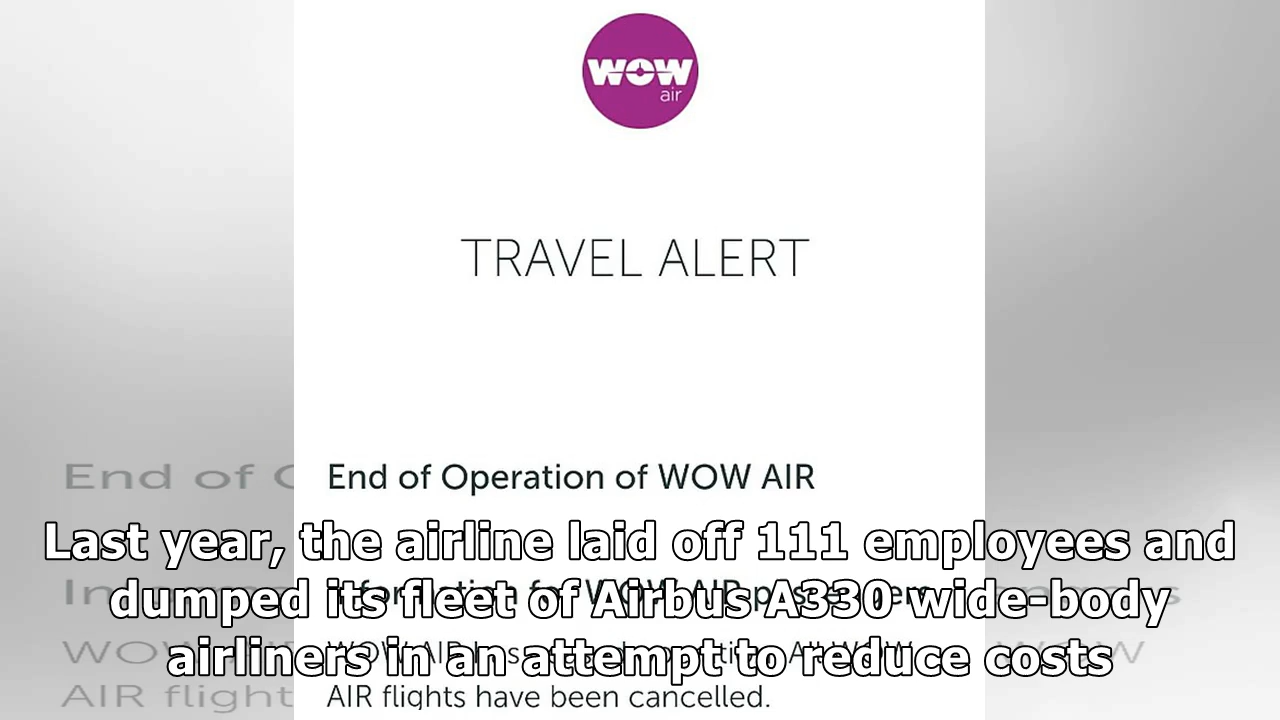 WOW
air
TRAVEL ALERT
End of Operation of WOW AIR
Last year, the airline laid off 111 employees and
dumped its fleet of Airbus A330 wide-body
airliners in an attempt to reduce costs
AIR flights have been cancelled.